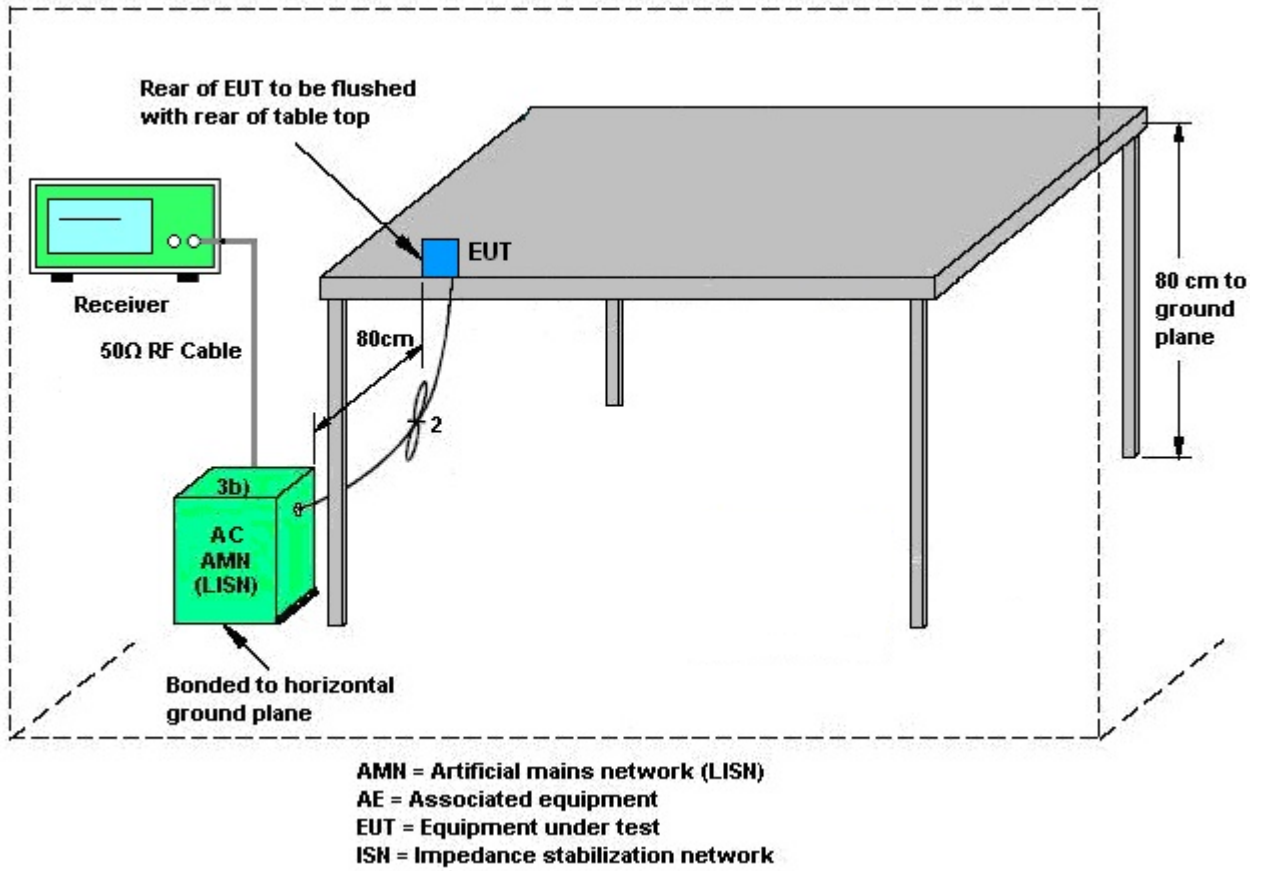 Rear of EUT to be flushed
with rear of table top
EUT
Receiver
50Ω RF Cable
80cm
2
80 cm to
ground
plane
3b)
AC
AMN
(LISN)
Bonded to horizontal
ground plane
AMN = Artificial mains network (LISN)
AE = Associated equipment
EUT = Equipment under test
ISN = Impedance stabilization network